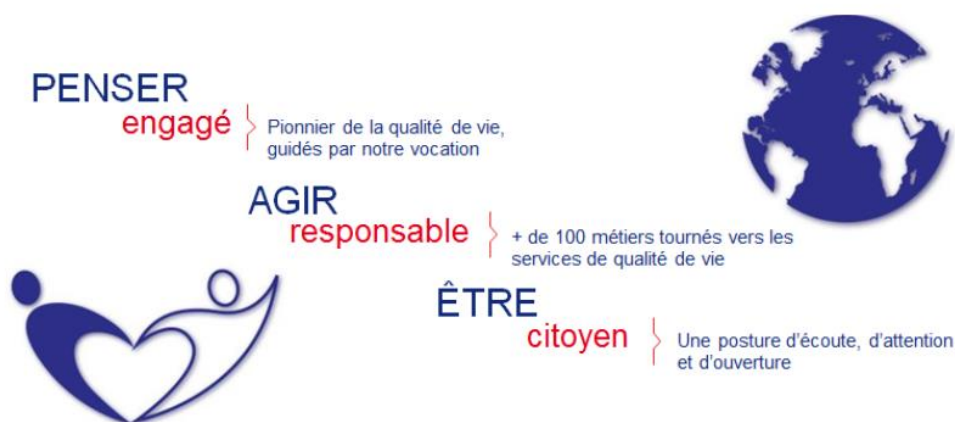 PENSER
engagé
Pionnier de la qualité de vie,
guidés par notre vocation
AGIR
responsable
+ de 100 métiers tournés vers les
services de qualité de vie
ÊTRE
citoyen
Une posture d'écoute, d'attention
et d'ouverture